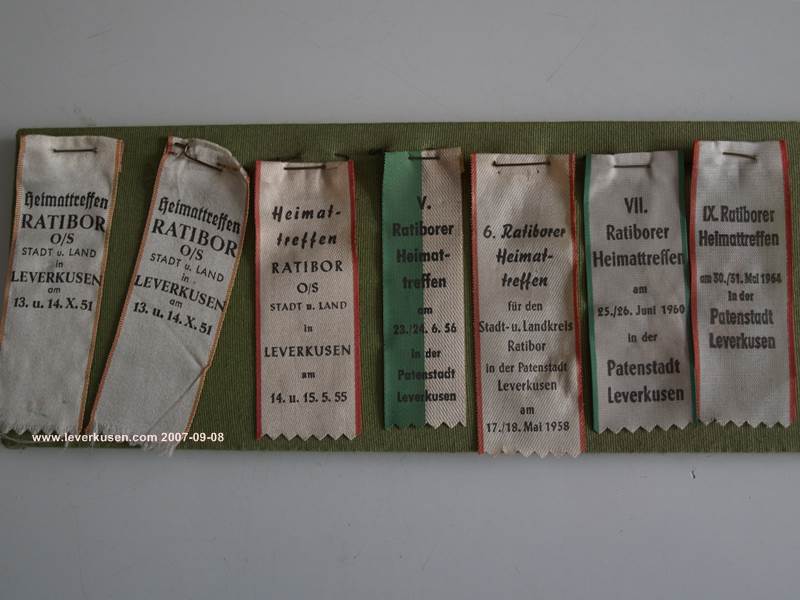 Heimattreffen
RATIBOR
O/S
STADT u. LAND
in
LEVERKUSEN
am
13. u. 14. X. 51
Heimattreffen
RATIBOR
O/S
STADT u. LAND
in
LEVERKUSEN
am
13. u. 14. X. 51
Heimat-
treffen
RATIBOR
O/S
STADT u. LAND
in
LEVERKUSEN
am
14. u. 15. 5. 55
V.
Ratiborer
Heimat-
treffen
am
23./24. 6. 56
in der
Patenstadt
Leverkusen
6. Ratiborer
Heimat-
treffen
für den
Stadt- u. Landkreis
Ratibor
in der Patenstadt
Leverkusen
am
17./18. Mai 1958
VII.
Ratiborer
Heimattreffen
am
25./26. Juni 1960
in der
Patenstadt
Leverkusen
IX. Ratiborer
Heimattreffen
am 30./31. Mai 1964
in der
Patenstadt
Leverkusen
www.leverkusen.com 2007-09-08